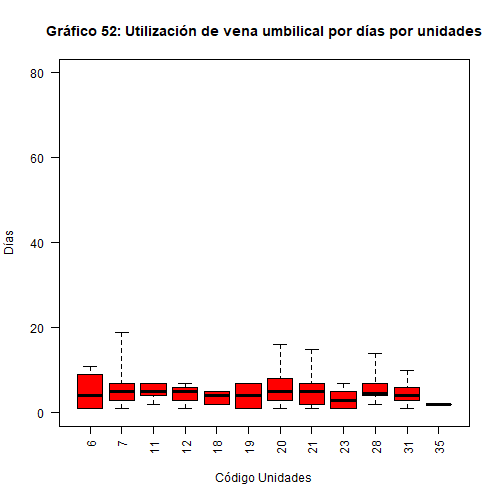 Gráfico 52: Utilización de vena umbilical por días por unidades
80
60
40
20
0
Días
6 7 11 12 18 19 20 21 23 28 31 35
Código Unidades